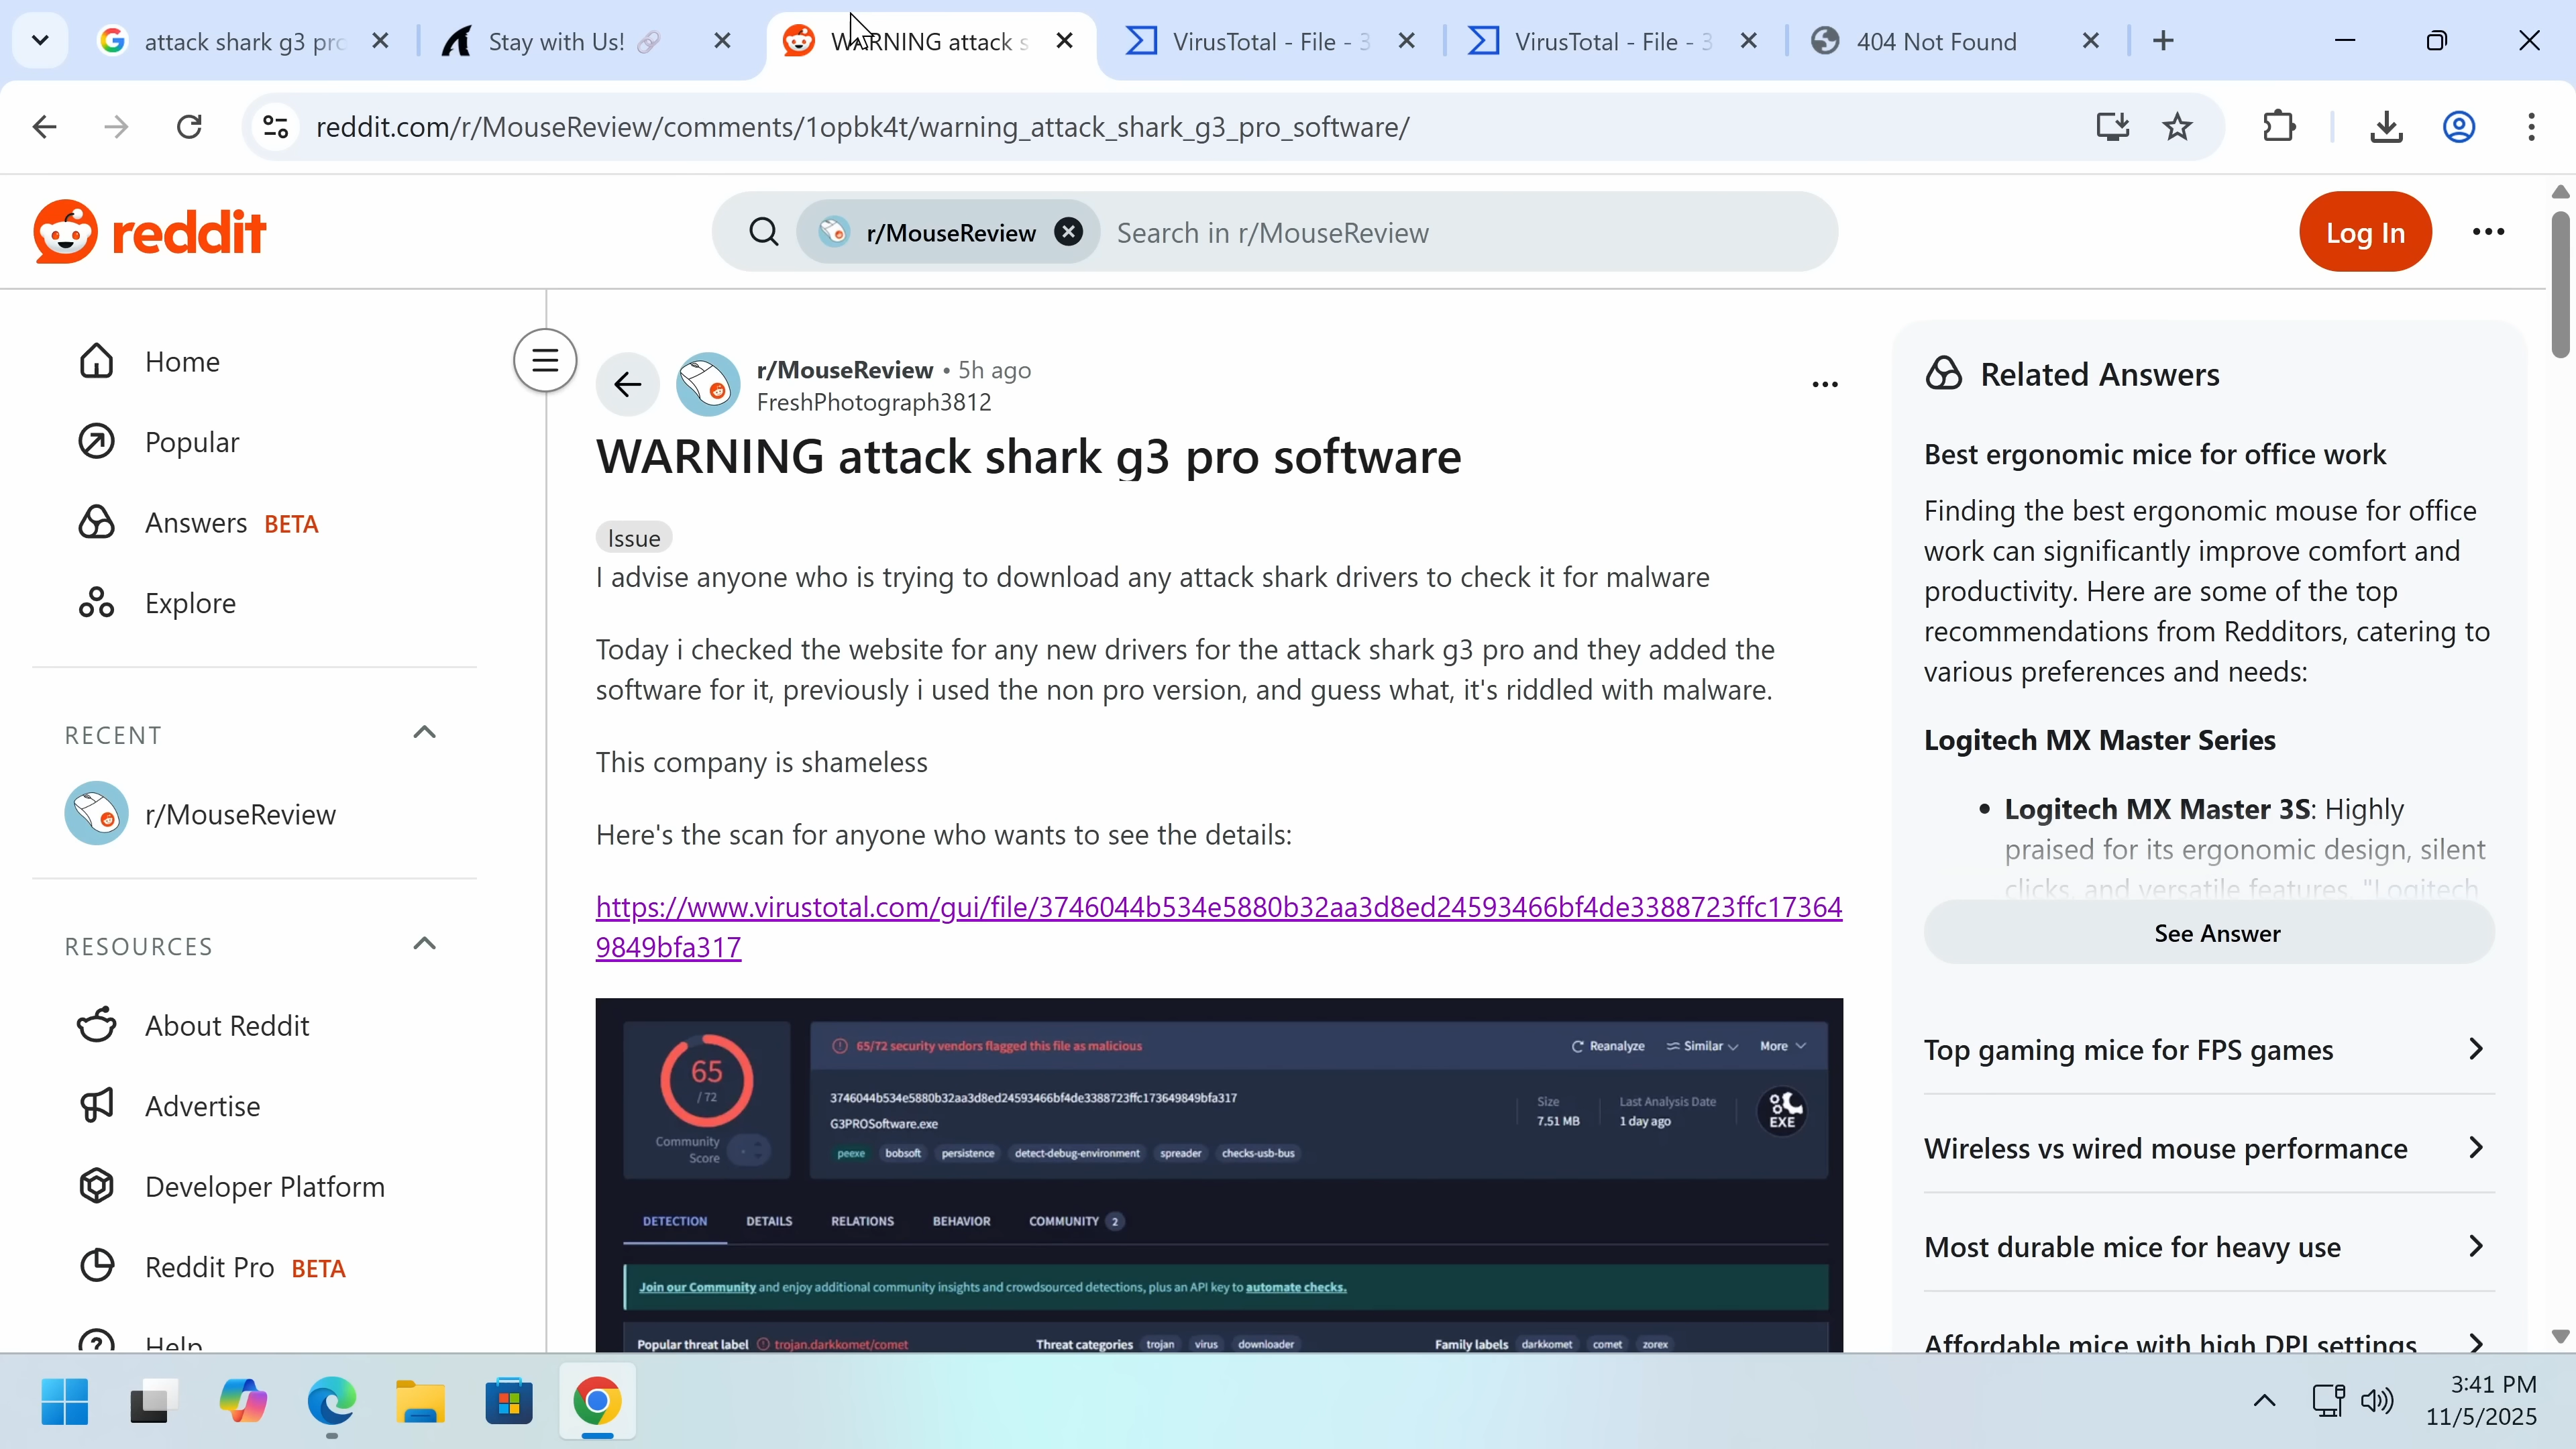 attack shark g3 pro
Stay with Us!
WARNING attack s
VirusTotal - File - 3
VirusTotal - File - 3
404 Not Found
reddit.com/r/MouseReview/comments/1opbk4t/warning_attack_shark_g3_pro_software/
reddit
r/MouseReview
Search in r/MouseReview
Log In
Home
Popular
Answers BETA
Explore
RECENT
r/MouseReview
RESOURCES
About Reddit
Advertise
Developer Platform
Reddit Pro BETA
Help
r/MouseReview • 5h ago
FreshPhotograph3812
WARNING attack shark g3 pro software
Issue
I advise anyone who is trying to download any attack shark drivers to check it for malware
Today i checked the website for any new drivers for the attack shark g3 pro and they added the
software for it, previously i used the non pro version, and guess what, it's riddled with malware.
This company is shameless
Here's the scan for anyone who wants to see the details:
https://www.virustotal.com/gui/file/3746044b534e5880b32aa3d8ed24593466bf4de3388723ffc17364
9849bfa317
65
/ 72
Community
Score
65/72 security vendors flagged this file as malicious
Reanalyze
Similar
More
3746044b534e5880b32aa3d8ed24593466bf4de3388723ffc173649849bfa317
G3PROSoftware.exe
Size
7.51 MB
Last Analysis Date
1 day ago
EXE
peexe bobsoft persistence detect-debug-environment spreader checks-usb-bus
DETECTION DETAILS RELATIONS BEHAVIOR COMMUNITY 2
Join our Community and enjoy additional community insights and crowdsourced detections, plus an API key to automate checks.
Popular threat label trojan.darkkomet/comet
Threat categories trojan virus downloader
Family labels darkkomet comet zorex
Related Answers
Best ergonomic mice for office work
Finding the best ergonomic mouse for office
work can significantly improve comfort and
productivity. Here are some of the top
recommendations from Redditors, catering to
various preferences and needs:
Logitech MX Master Series
• Logitech MX Master 3S: Highly
praised for its ergonomic design, silent
clicks, and versatile features. "Logitech
See Answer
Top gaming mice for FPS games
Wireless vs wired mouse performance
Most durable mice for heavy use
Affordable mice with high DPI settings
3:41 PM
11/5/2025